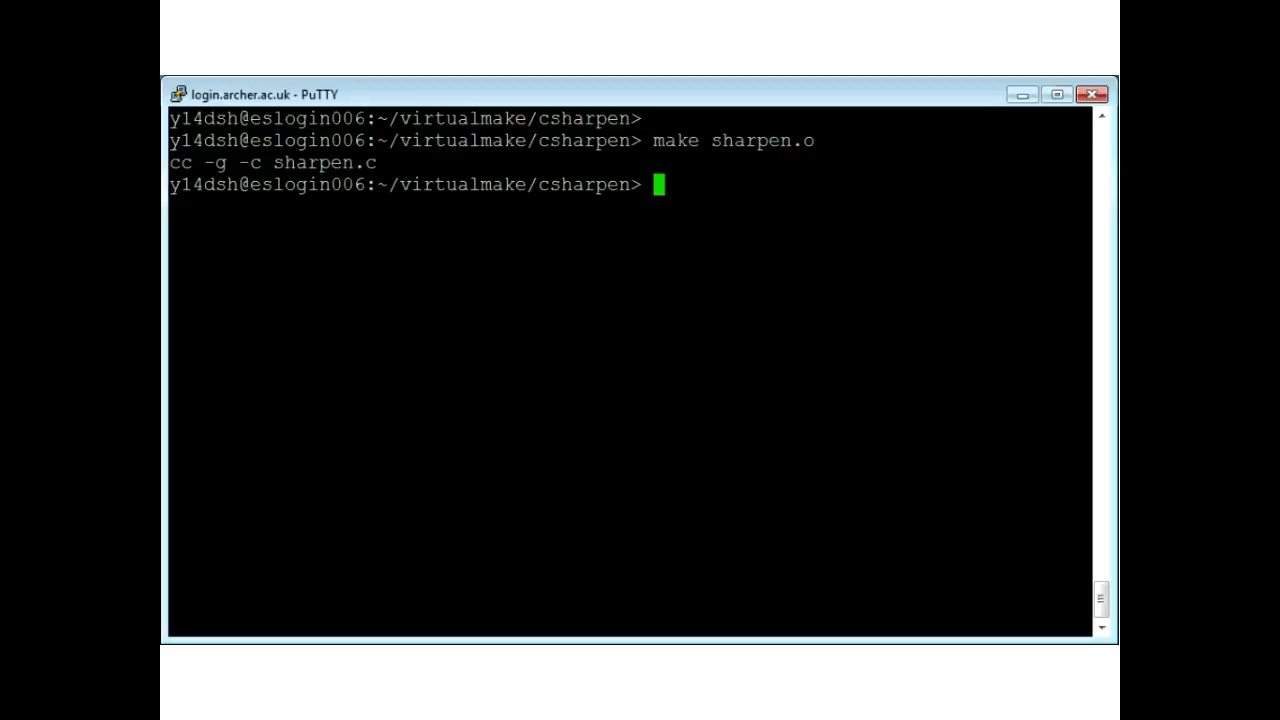 login.archer.ac.uk - PuTTY
y14dsh@eslogin006:~/virtualmake/csharpen>
y14dsh@eslogin006:~/virtualmake/csharpen> make sharpen.o
cc -g -c sharpen.c
y14dsh@eslogin006:~/virtualmake/csharpen>